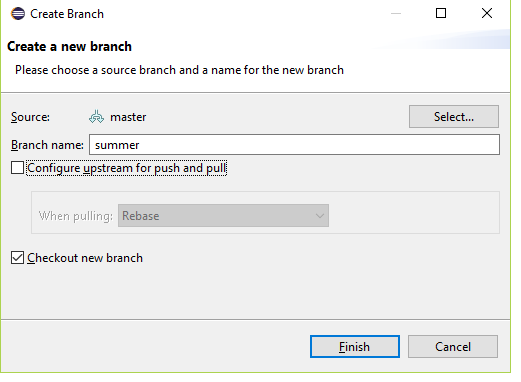 Create Branch
Create a new branch
Please choose a source branch and a name for the new branch
Source: master Select...
Branch name: summer
Configure upstream for push and pull
When pulling: Rebase
Checkout new branch
Finish Cancel